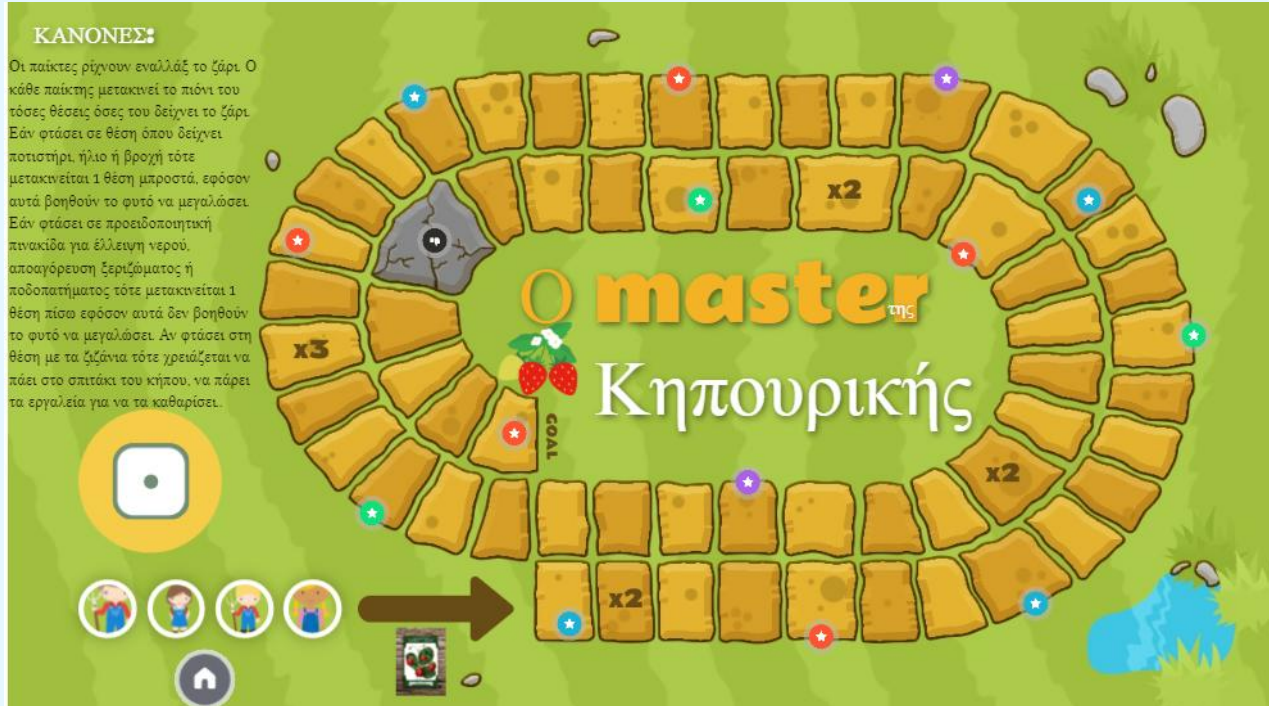 ΚΑΝΟΝΕΣ:
Οι παίκτες ρίχνουν εναλλάξ το ζάρι. Ο
κάθε παίκτης μετακινεί το πιόνι του
τόσες θέσεις όσες του δείχνει το ζάρι.
Εάν φτάσει σε θέση όπου δείχνει
ποτιστήρι, ήλιο ή βροχή τότε
μετακινείται 1 θέση μπροστά, εφόσον
αυτά βοηθούν το φυτό να μεγαλώσει.
Εάν φτάσει σε προειδοποιητική
πινακίδα για έλλειψη νερού,
απαγόρευση ξεριζώματος ή
ποδοπατήματος τότε μετακινείται 1
θέση πίσω εφόσον αυτά δεν βοηθούν
το φυτό να μεγαλώσει. Αν φτάσει στη
θέση με τα ζιζάνια τότε χρειάζεται να
πάει στο σπιτάκι του κήπου, να πάρει
τα εργαλεία για να τα καθαρίσει..
x2
Ο master
της
Κηπουρικής
x3
GOAL
x2
x2